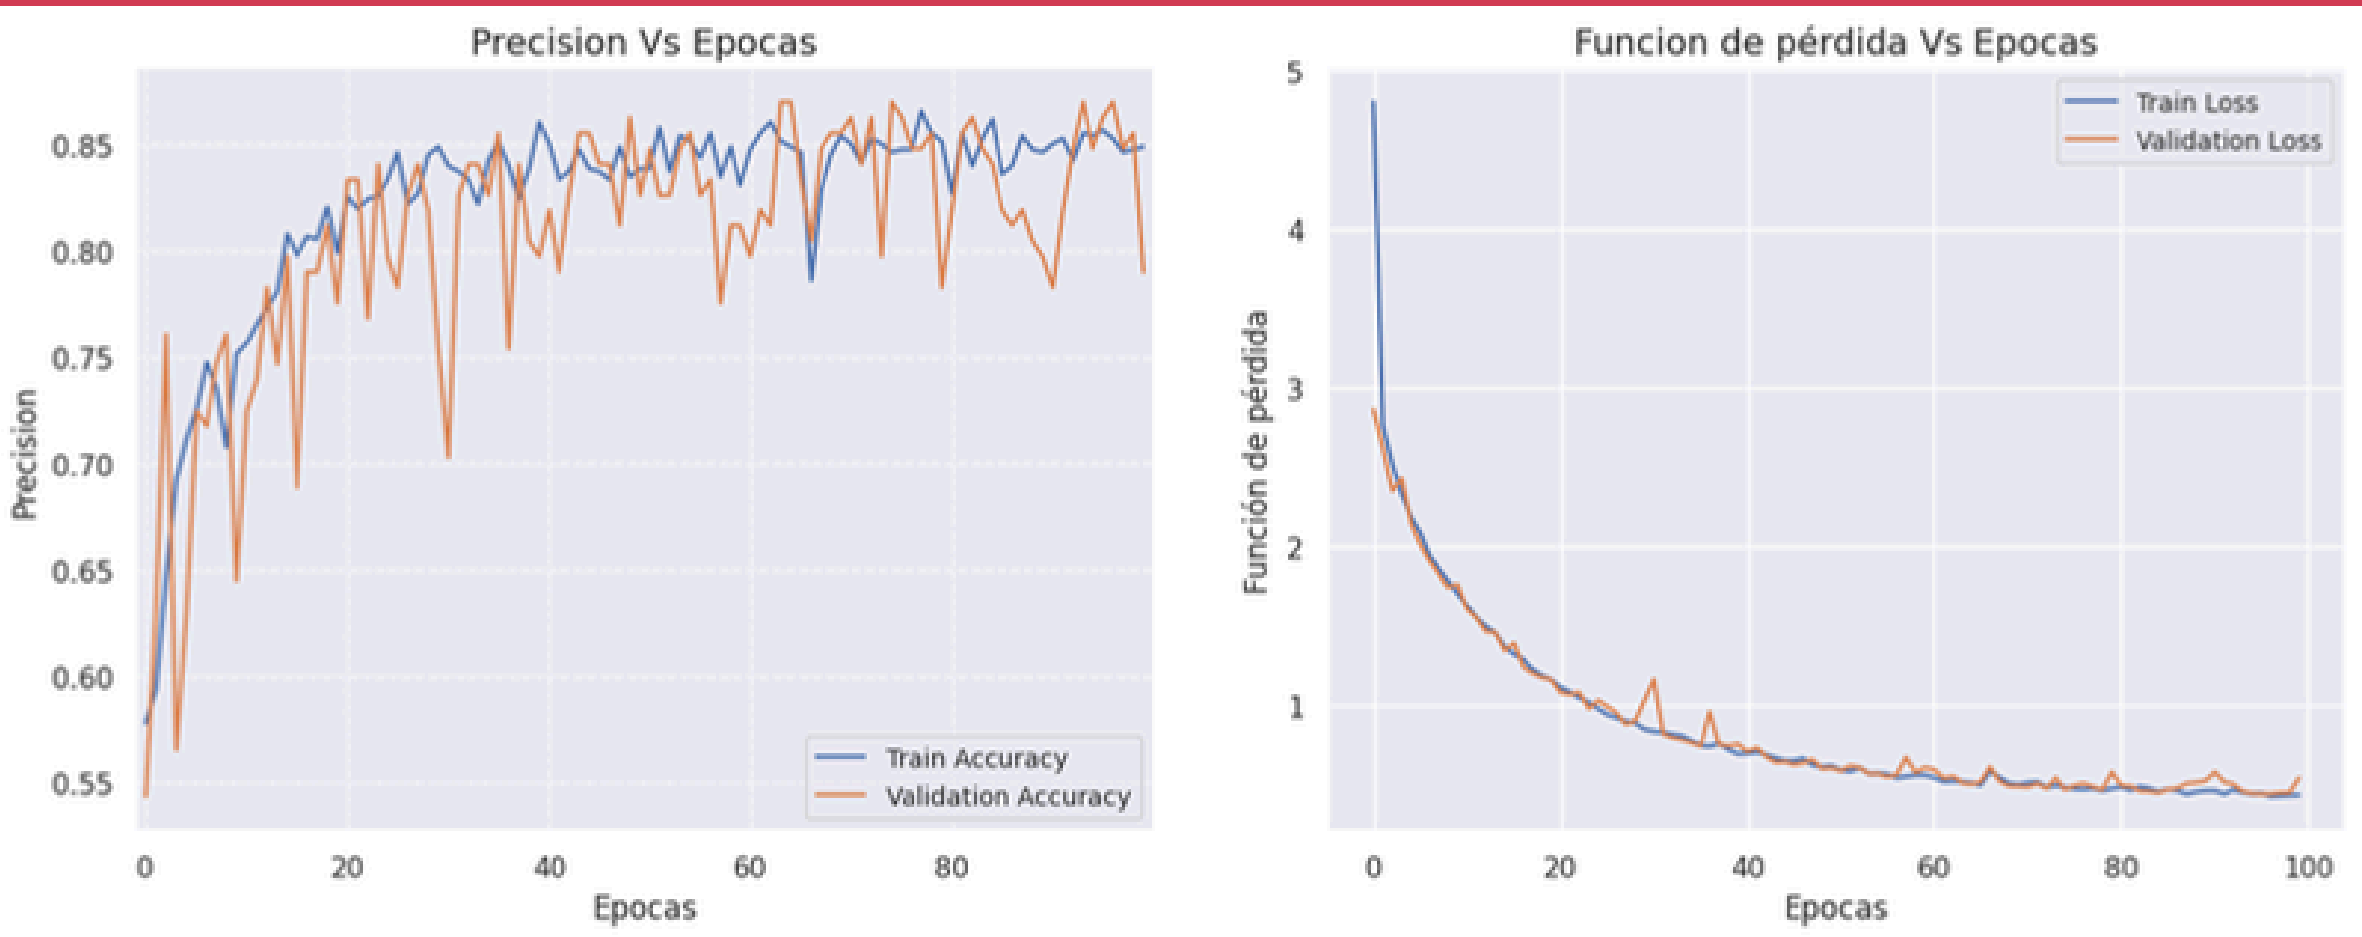 Precision Vs Epocas
0.85
0.80
0.75
0.70
0.65
0.60
0.55
Precision
Train Accuracy
Validation Accuracy
0 20 40 60 80
Epocas
Funcion de pérdida Vs Epocas
5
4
3
2
1
Función de pérdida
Train Loss
Validation Loss
0 20 40 60 80 100
Epocas